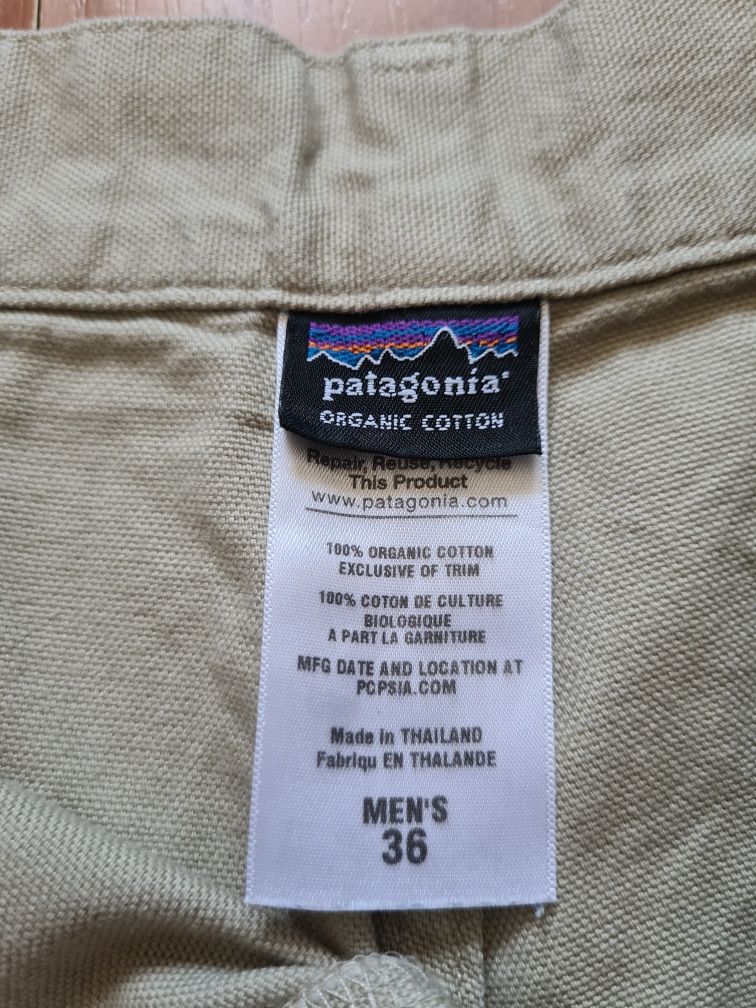 patagonia®
ORGANIC COTTON
Repair, Reuse, Recycle
This Product
www.patagonia.com
100% ORGANIC COTTON
EXCLUSIVE OF TRIM
100% COTON DE CULTURE
BIOLOGIQUE
A PART LA GARNITURE
MFG DATE AND LOCATION AT
PCPSIA.COM
Made in THAILAND
Fabriqu EN THALANDE
MEN'S
36